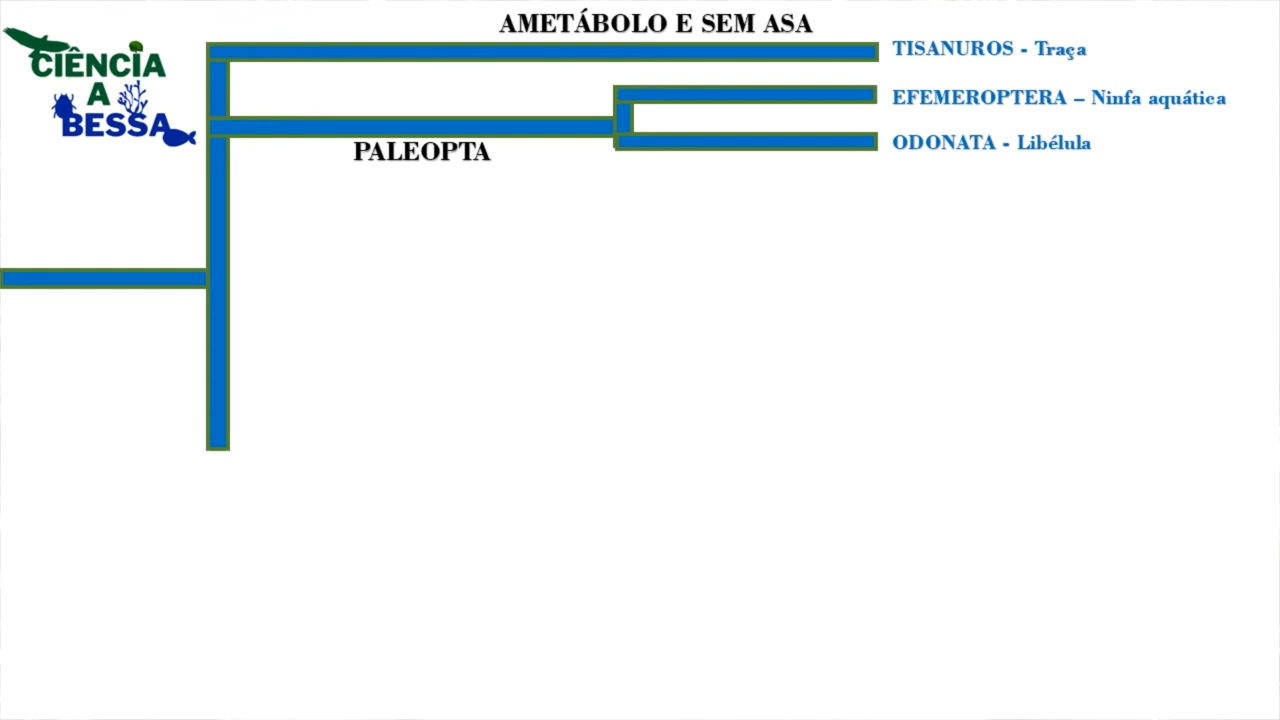 AMETÁBOLO E SEM ASA
CIÊNCIA
A
BESSA
TISANUROS - Traça
EFEMEROPTERA – Ninfa aquática
ODONATA - Libélula
PALEOPTA